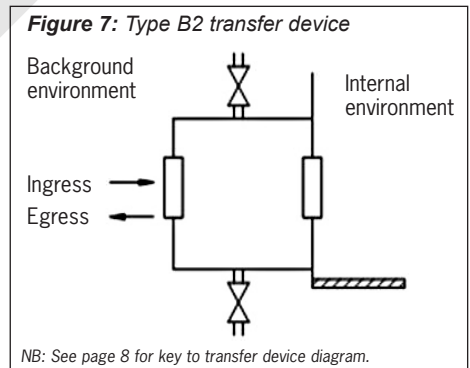 Figure 7: Type B2 transfer device
Background
environment
Internal
environment
Ingress
Egress
NB: See page 8 for key to transfer device diagram.